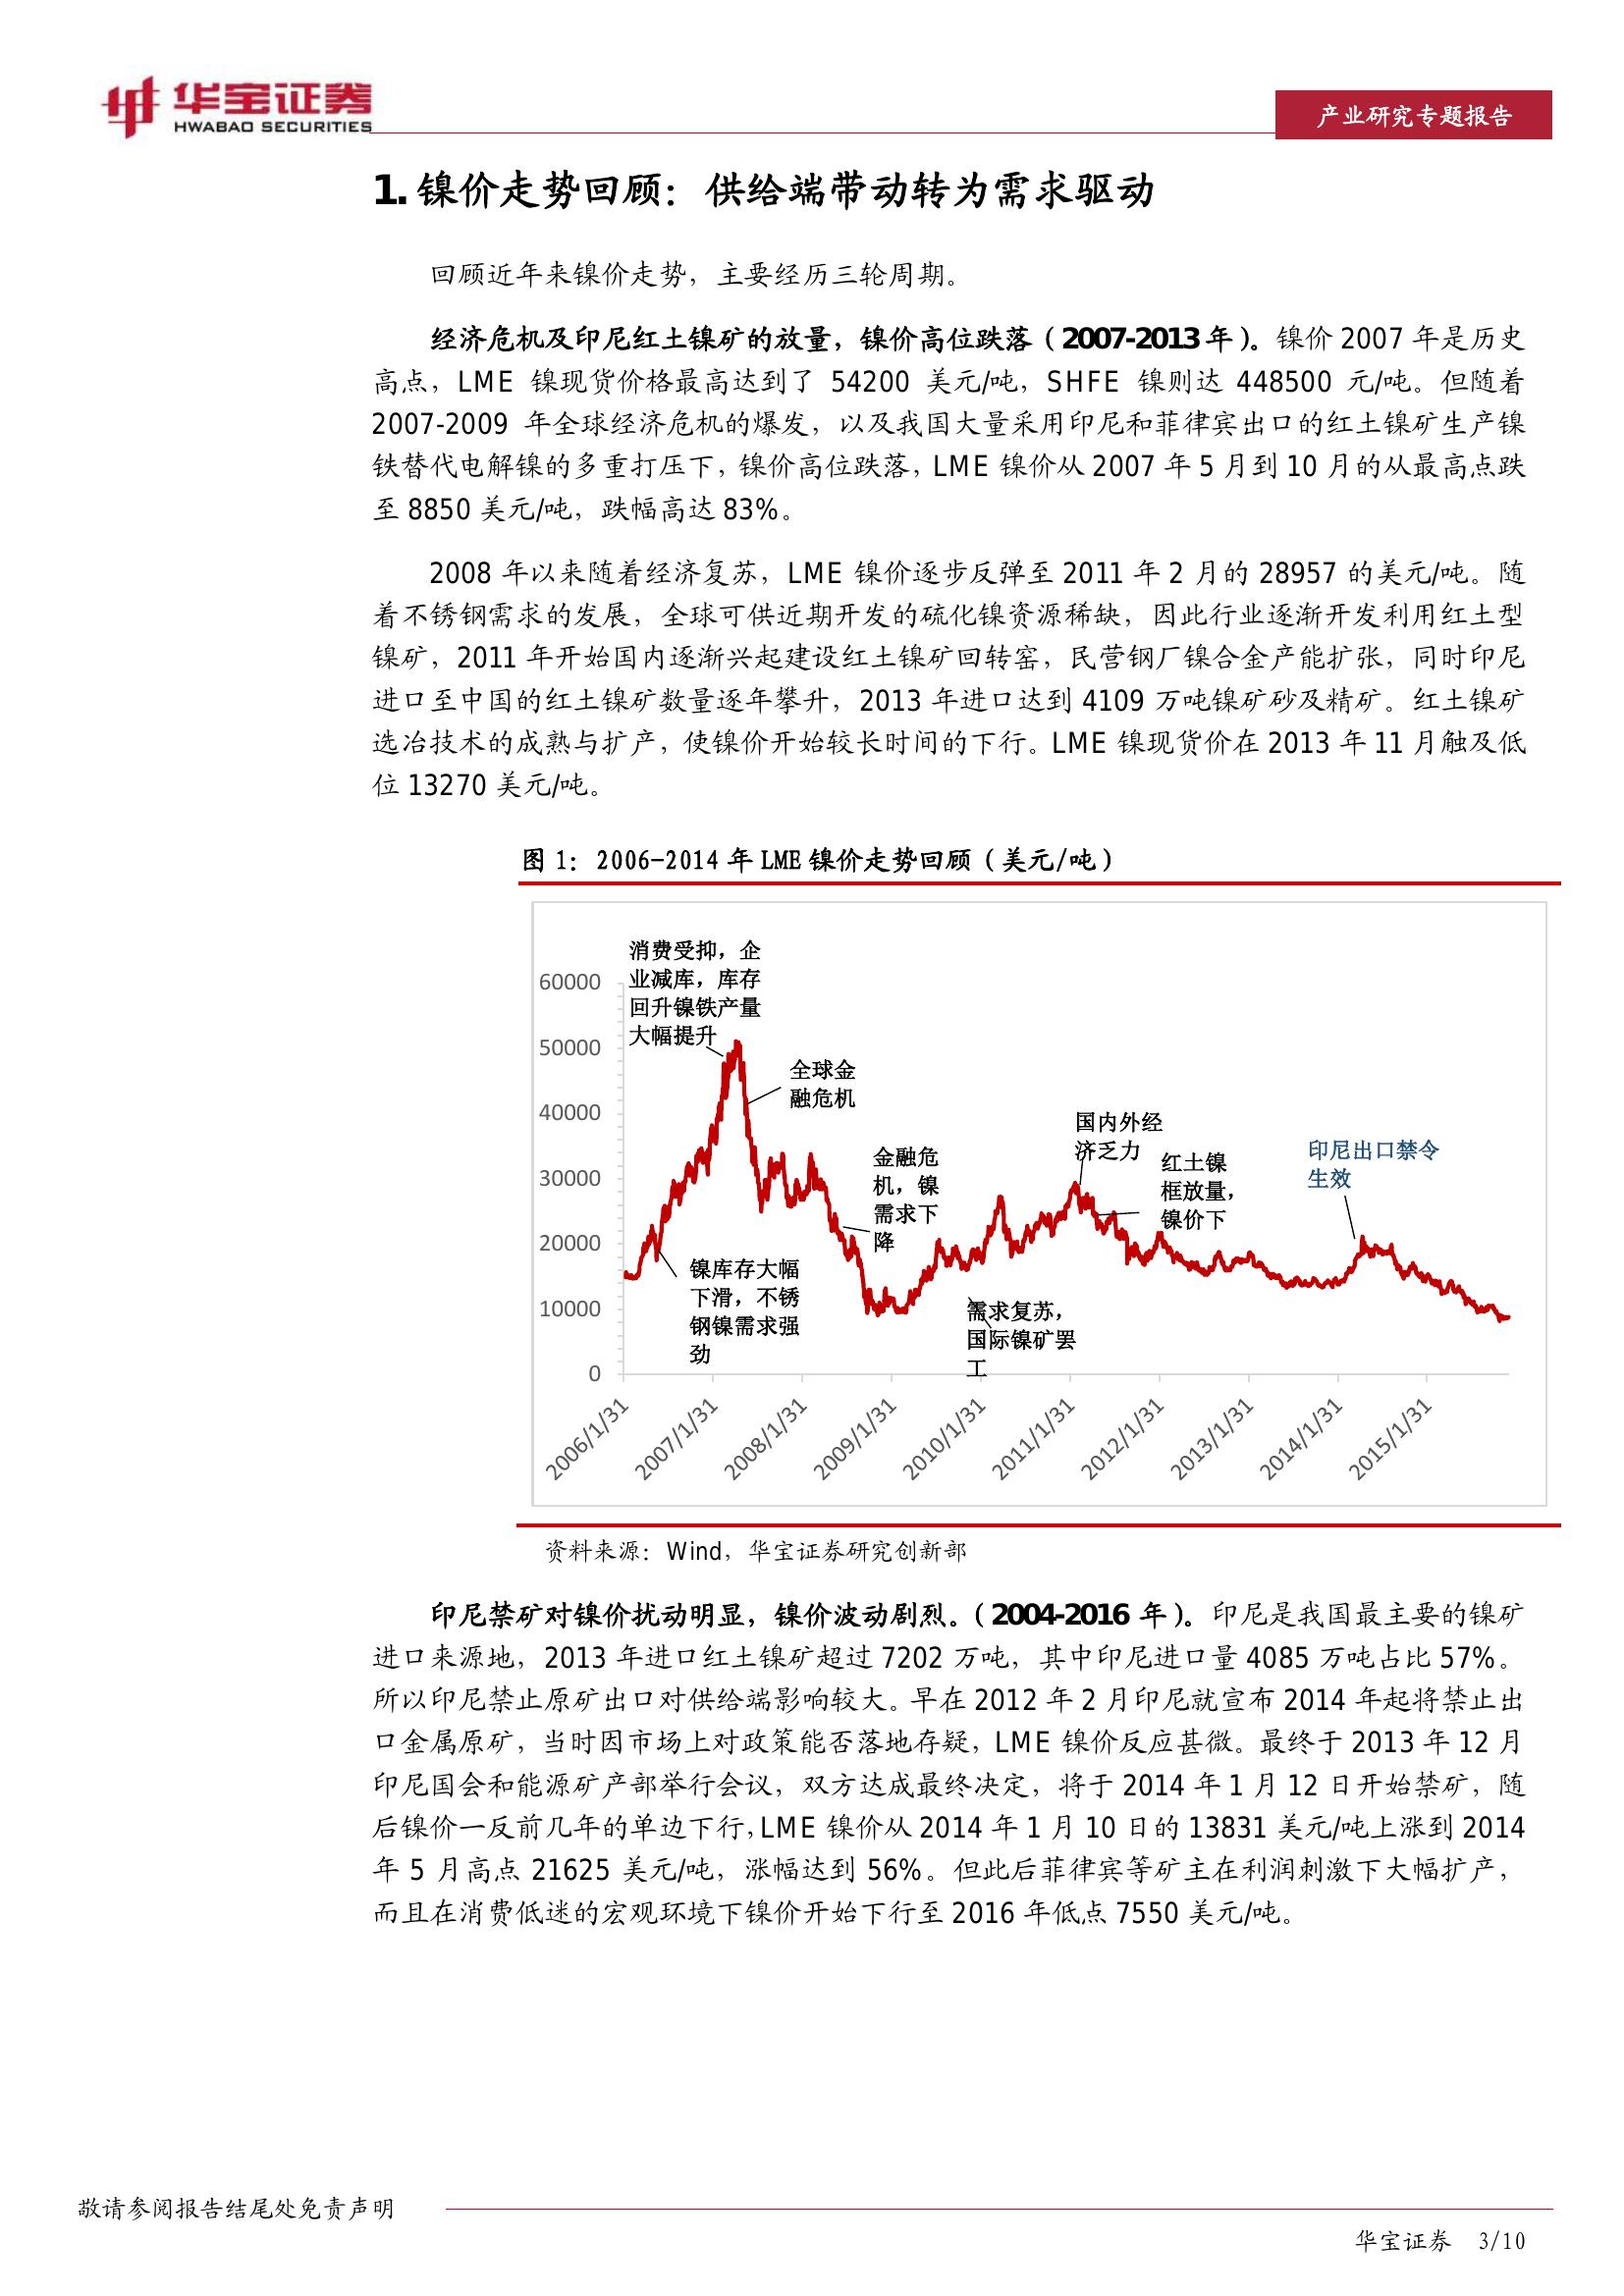 华宝证券
HWABAO SECURITIES
产业研究专题报告
1. 镍价走势回顾：供给端带动转为需求驱动
回顾近年来镍价走势，主要经历三轮周期。
经济危机及印尼红土镍矿的放量，镍价高位跌落（2007-2013 年）。镍价 2007 年是历史
高点，LME 镍现货价格最高达到了 54200 美元/吨，SHFE 镍则达 448500 元/吨。但随着
2007-2009 年全球经济危机的爆发，以及我国大量采用印尼和菲律宾出口的红土镍矿生产镍
铁替代电解镍的多重打压下，镍价高位跌落，LME 镍价从 2007 年 5 月到 10 月的从最高点跌
至 8850 美元/吨，跌幅高达 83%。
2008 年以来随着经济复苏，LME 镍价逐步反弹至 2011 年 2 月的 28957 的美元/吨。随
着不锈钢需求的发展，全球可供近期开发的硫化镍资源稀缺，因此行业逐渐开发利用红土型
镍矿，2011 年开始国内逐渐兴起建设红土镍矿回转窑，民营钢厂镍合金产能扩张，同时印尼
进口至中国的红土镍矿数量逐年攀升，2013 年进口达到 4109 万吨镍矿砂及精矿。红土镍矿
选冶技术的成熟与扩产，使镍价开始较长时间的下行。LME 镍现货价在 2013 年 11 月触及低
位 13270 美元/吨。
图 1：2006-2014 年 LME 镍价走势回顾（美元/吨）
消费受抑，企
业减库，库存
回升镍铁产量
大幅提升
全球金
融危机
金融危
机，镍
需求下
降
国内外经
济乏力
红土镍
框放量，
镍价下
印尼出口禁令
生效
镍库存大幅
下滑，不锈
钢镍需求强
劲
需求复苏，
国际镍矿罢
工
60000
50000
40000
30000
20000
10000
0
2006/1/31
2007/1/31
2008/1/31
2009/1/31
2010/1/31
2011/1/31
2012/1/31
2013/1/31
2014/1/31
2015/1/31
资料来源：Wind，华宝证券研究创新部
印尼禁矿对镍价扰动明显，镍价波动剧烈。（2004-2016 年）。印尼是我国最主要的镍矿
进口来源地，2013 年进口红土镍矿超过 7202 万吨，其中印尼进口量 4085 万吨占比 57%。
所以印尼禁止原矿出口对供给端影响较大。早在 2012 年 2 月印尼就宣布 2014 年起将禁止出
口金属原矿，当时因市场上对政策能否落地存疑，LME 镍价反应甚微。最终于 2013 年 12 月
印尼国会和能源矿产部举行会议，双方达成最终决定，将于 2014 年 1 月 12 日开始禁矿，随
后镍价一反前几年的单边下行，LME 镍价从 2014 年 1 月 10 日的 13831 美元/吨上涨到 2014
年 5 月高点 21625 美元/吨，涨幅达到 56%。但此后菲律宾等矿主在利润刺激下大幅扩产，
而且在消费低迷的宏观环境下镍价开始下行至 2016 年低点 7550 美元/吨。
敬请参阅报告结尾处免责声明
华宝证券 3/10